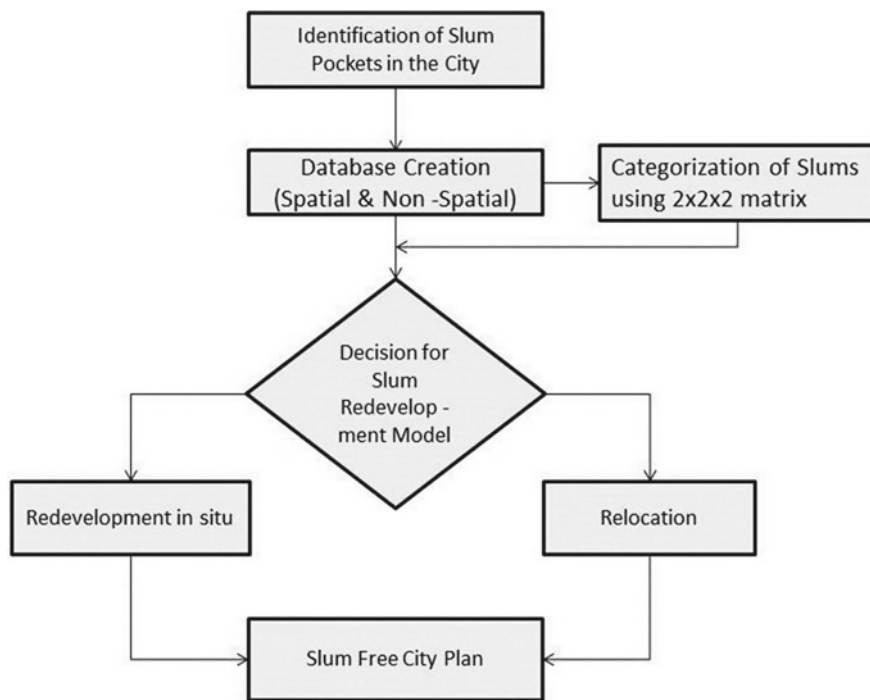 Identification of Slum
Pockets in the City
Database Creation
(Spatial & Non -Spatial)
Categorization of Slums
using 2x2x2 matrix
Decision for
Slum
Redevelop -
ment Model
Redevelopment in situ
Relocation
Slum Free City Plan